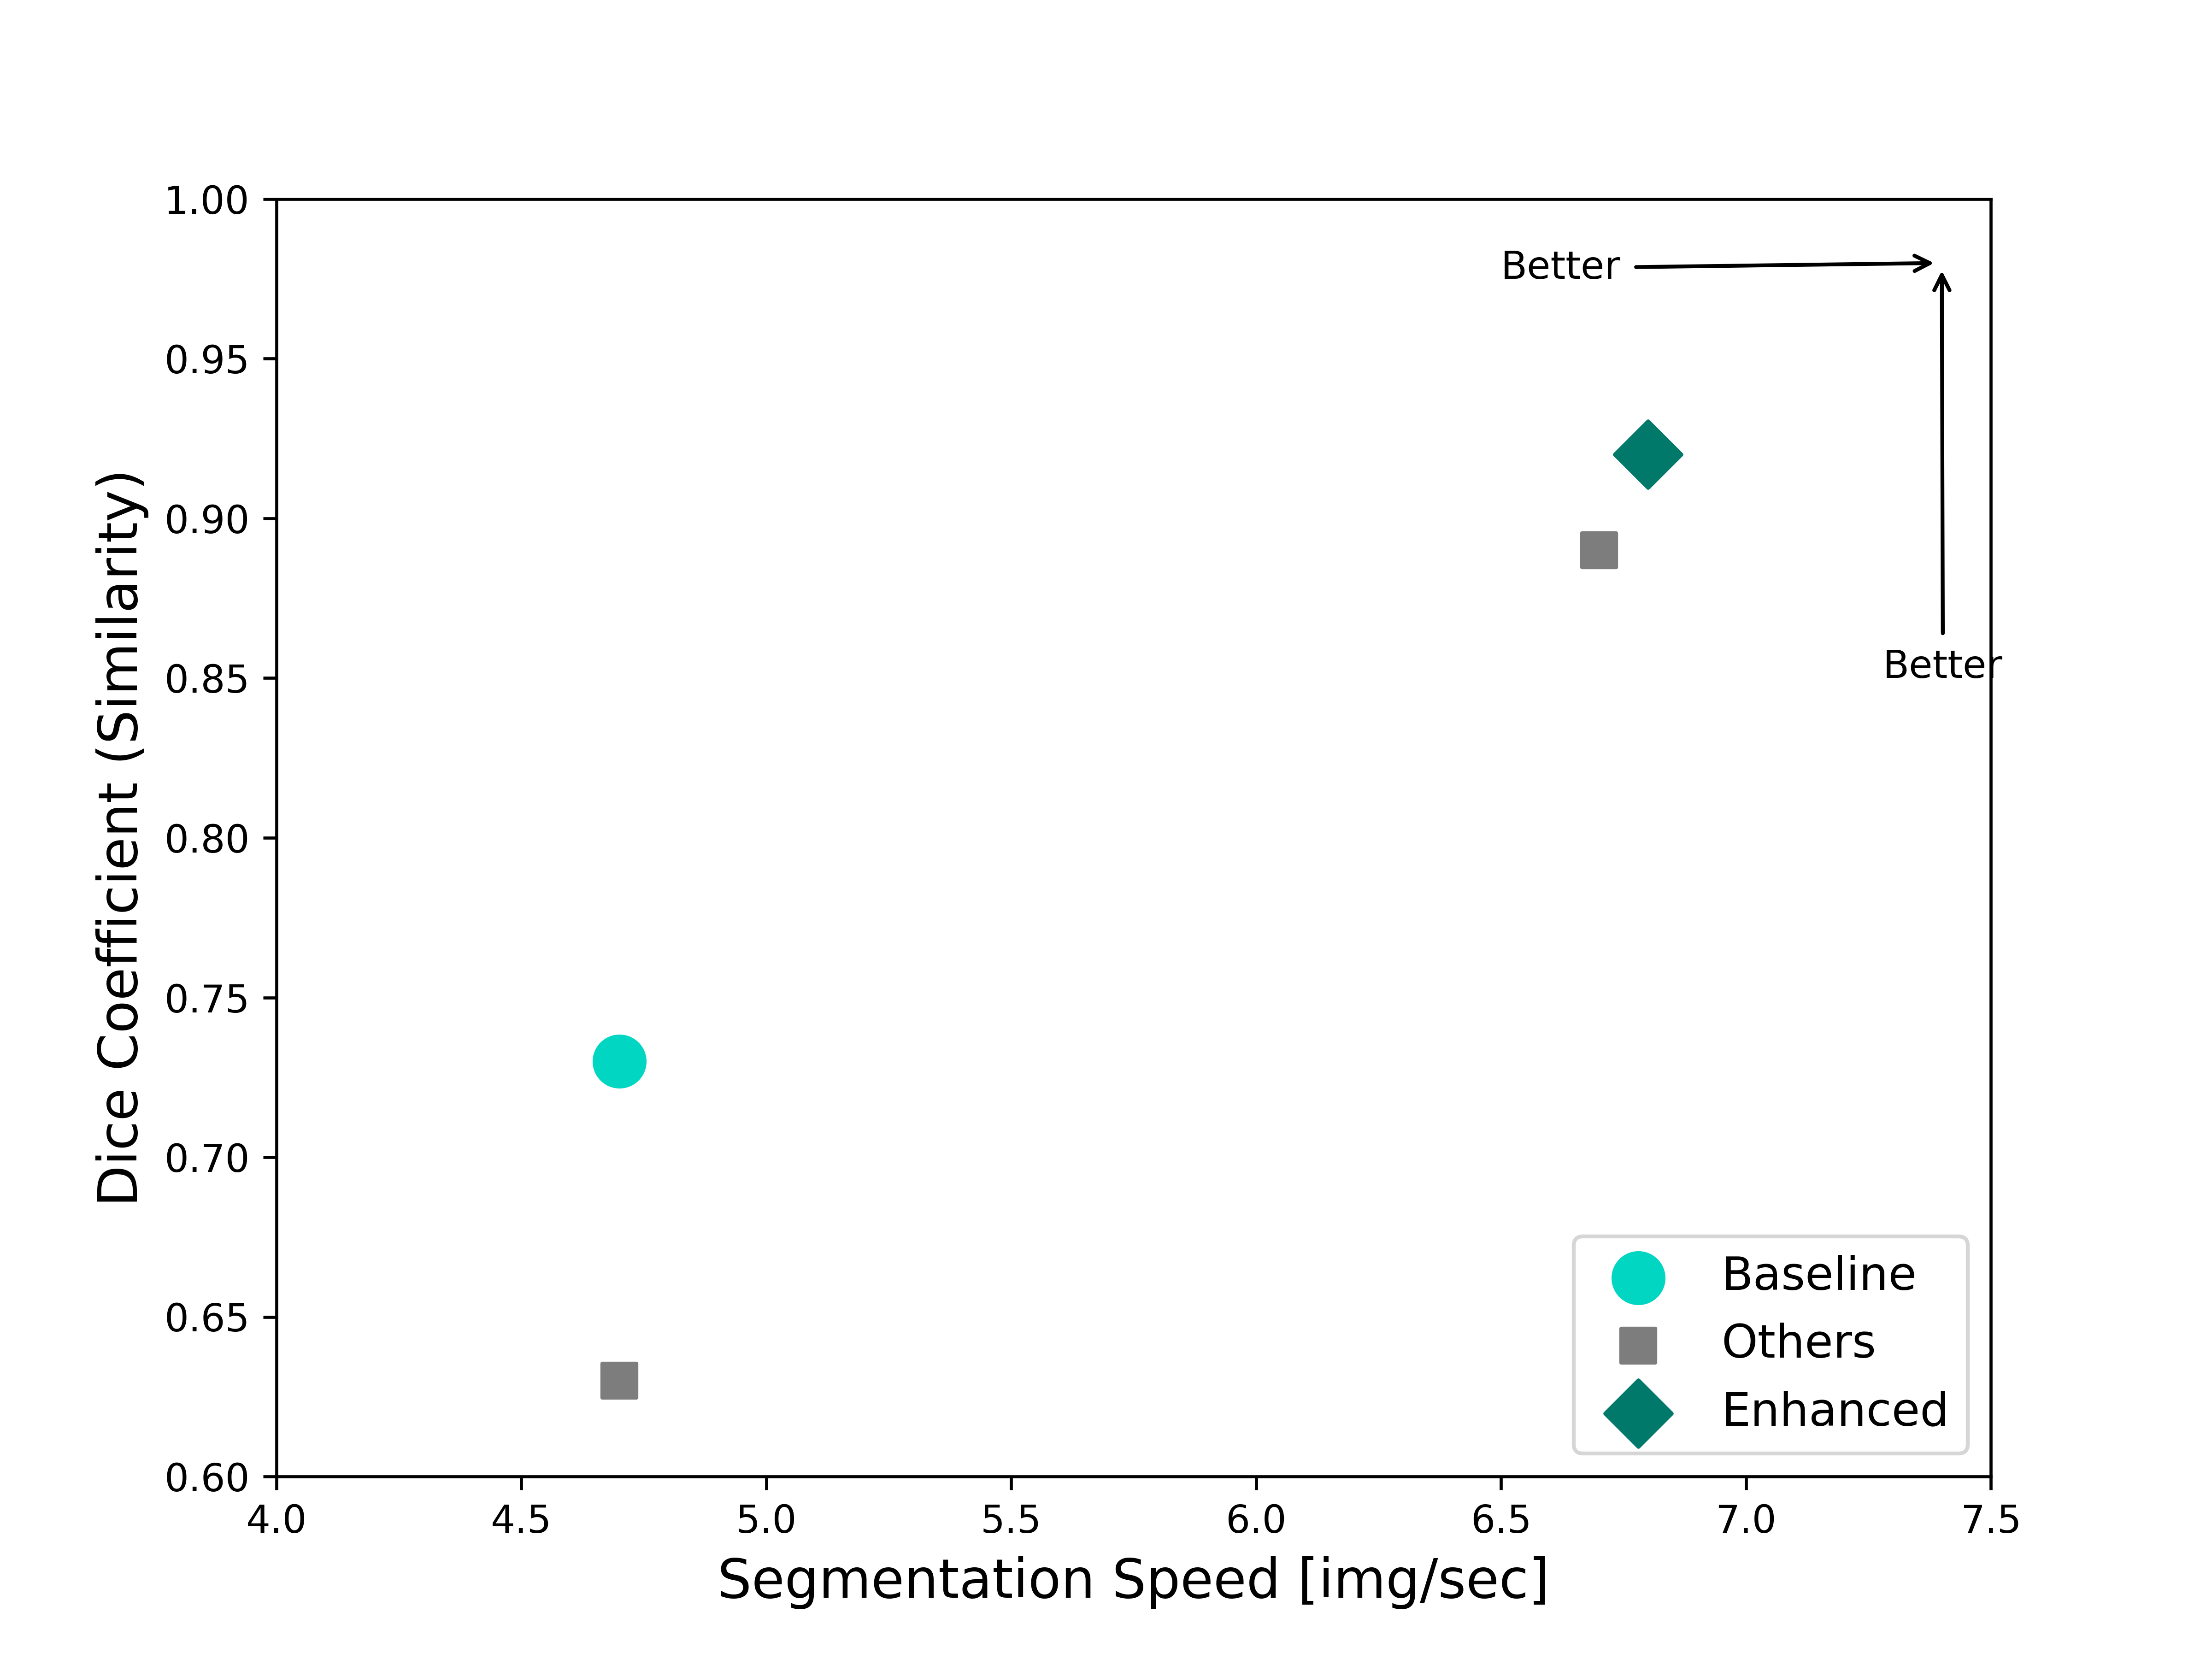 1.00
0.95
0.90
0.85
0.80
0.75
0.70
0.65
0.60
Dice Coefficient (Similarity)
Better
Better
Baseline
Others
Enhanced
4.0 4.5 5.0 5.5 6.0 6.5 7.0 7.5
Segmentation Speed [img/sec]